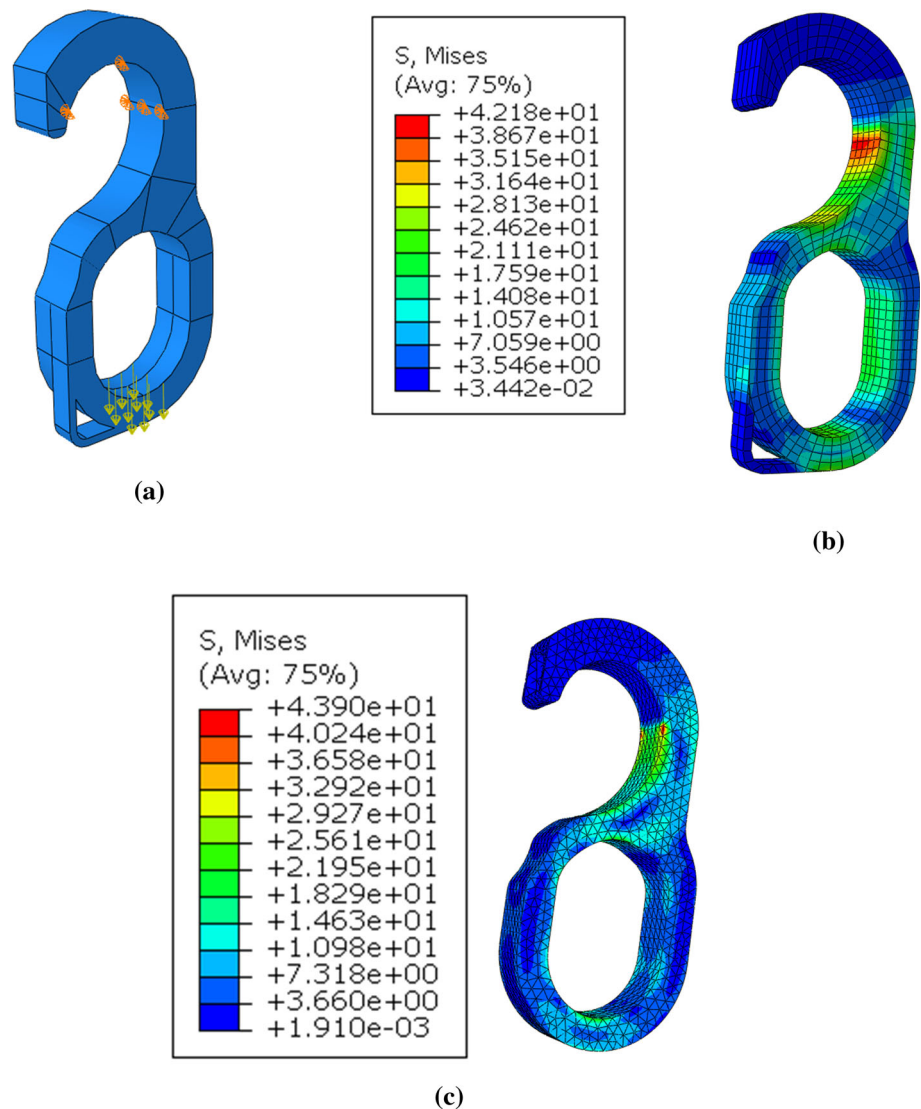 S, Mises
(Avg: 75%)
+4.218e+01
+3.867e+01
+3.515e+01
+3.164e+01
+2.813e+01
+2.462e+01
+2.111e+01
+1.759e+01
+1.408e+01
+1.057e+01
+7.059e+00
+3.546e+00
+3.442e-02
(a)
(b)
S, Mises
(Avg: 75%)
+4.390e+01
+4.024e+01
+3.658e+01
+3.292e+01
+2.927e+01
+2.561e+01
+2.195e+01
+1.829e+01
+1.463e+01
+1.098e+01
+7.318e+00
+3.660e+00
+1.910e-03
(c)